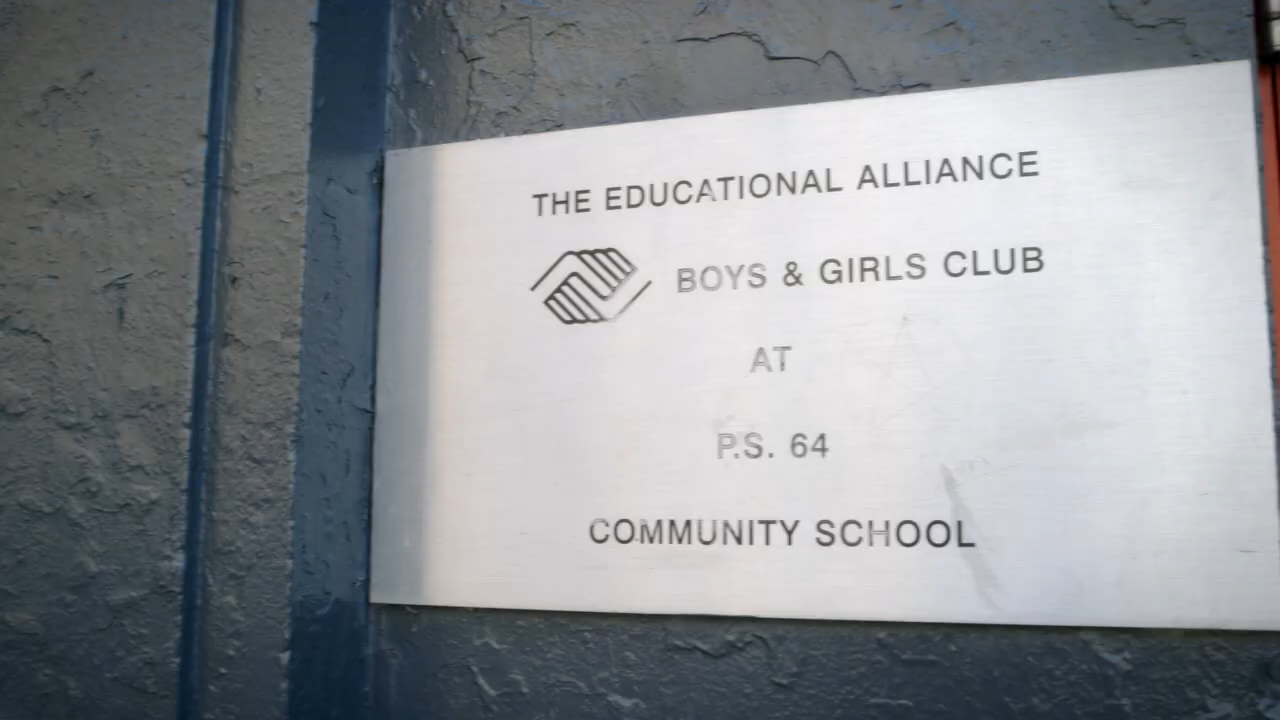 THE EDUCATIONAL ALLIANCE
BOYS & GIRLS CLUB
AT
P.S. 64
COMMUNITY SCHOOL